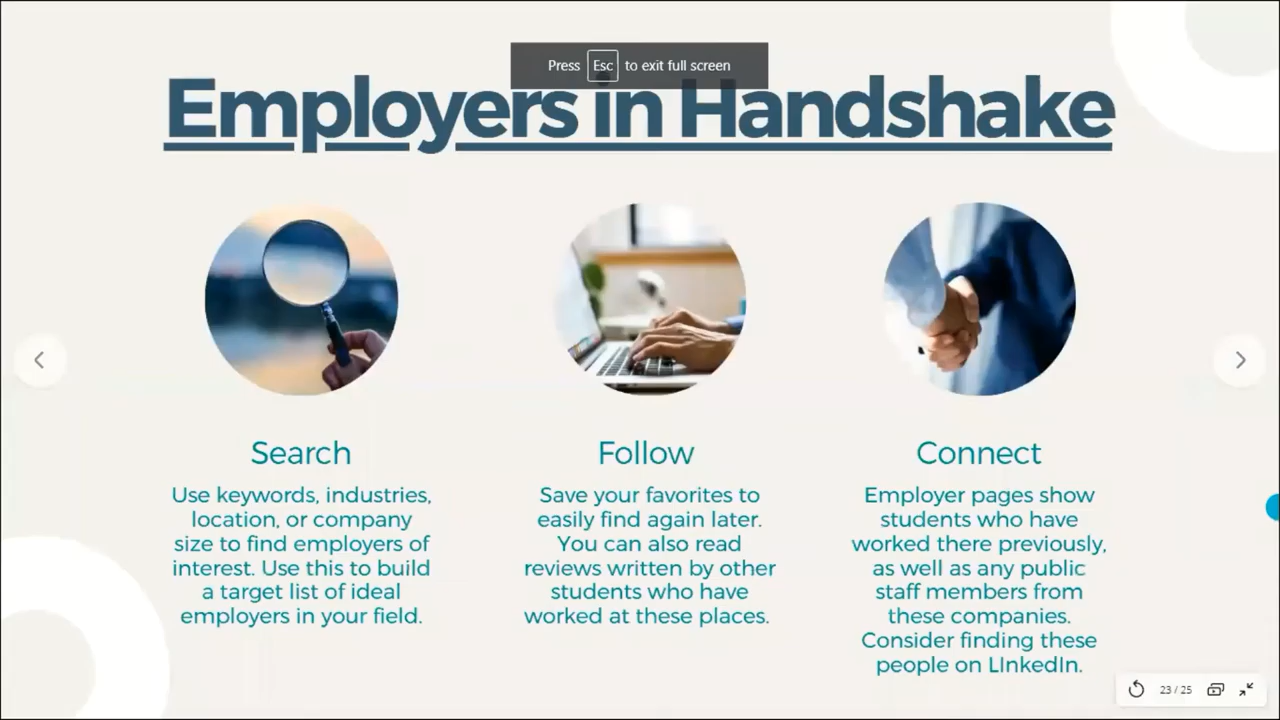 Press Esc to exit full screen
Employers in Handshake
Search
Use keywords, industries,
location, or company
size to find employers of
interest. Use this to build
a target list of ideal
employers in your field.
Follow
Save your favorites to
easily find again later.
You can also read
reviews written by other
students who have
worked at these places.
Connect
Employer pages show
students who have
worked there previously,
as well as any public
staff members from
these companies.
Consider finding these
people on LInkedIn.
23 / 25